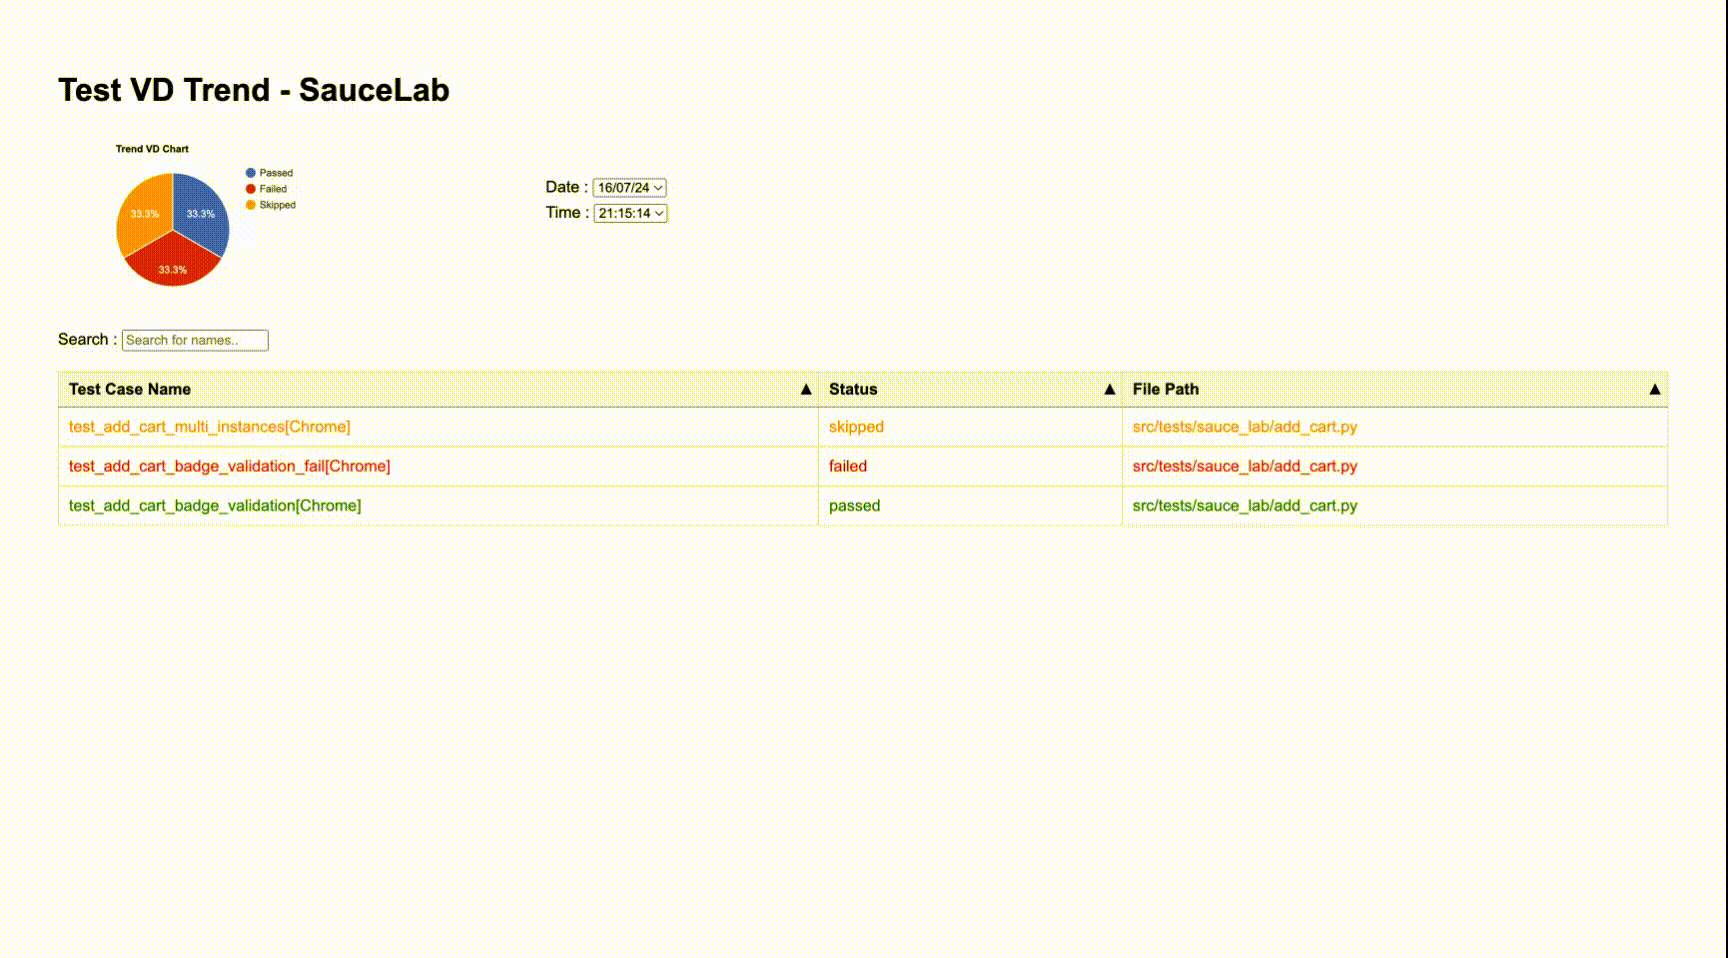 Test VD Trend - SauceLab
Trend VD Chart
Passed
Failed
Skipped
33.3%
33.3%
33.3%
Date : 16/07/24
Time : 21:15:14
Search : Search for names..
Test Case Name ▲ Status ▲ File Path ▲
test_add_cart_multi_instances[Chrome] skipped src/tests/sauce_lab/add_cart.py
test_add_cart_badge_validation_fail[Chrome] failed src/tests/sauce_lab/add_cart.py
test_add_cart_badge_validation[Chrome] passed src/tests/sauce_lab/add_cart.py